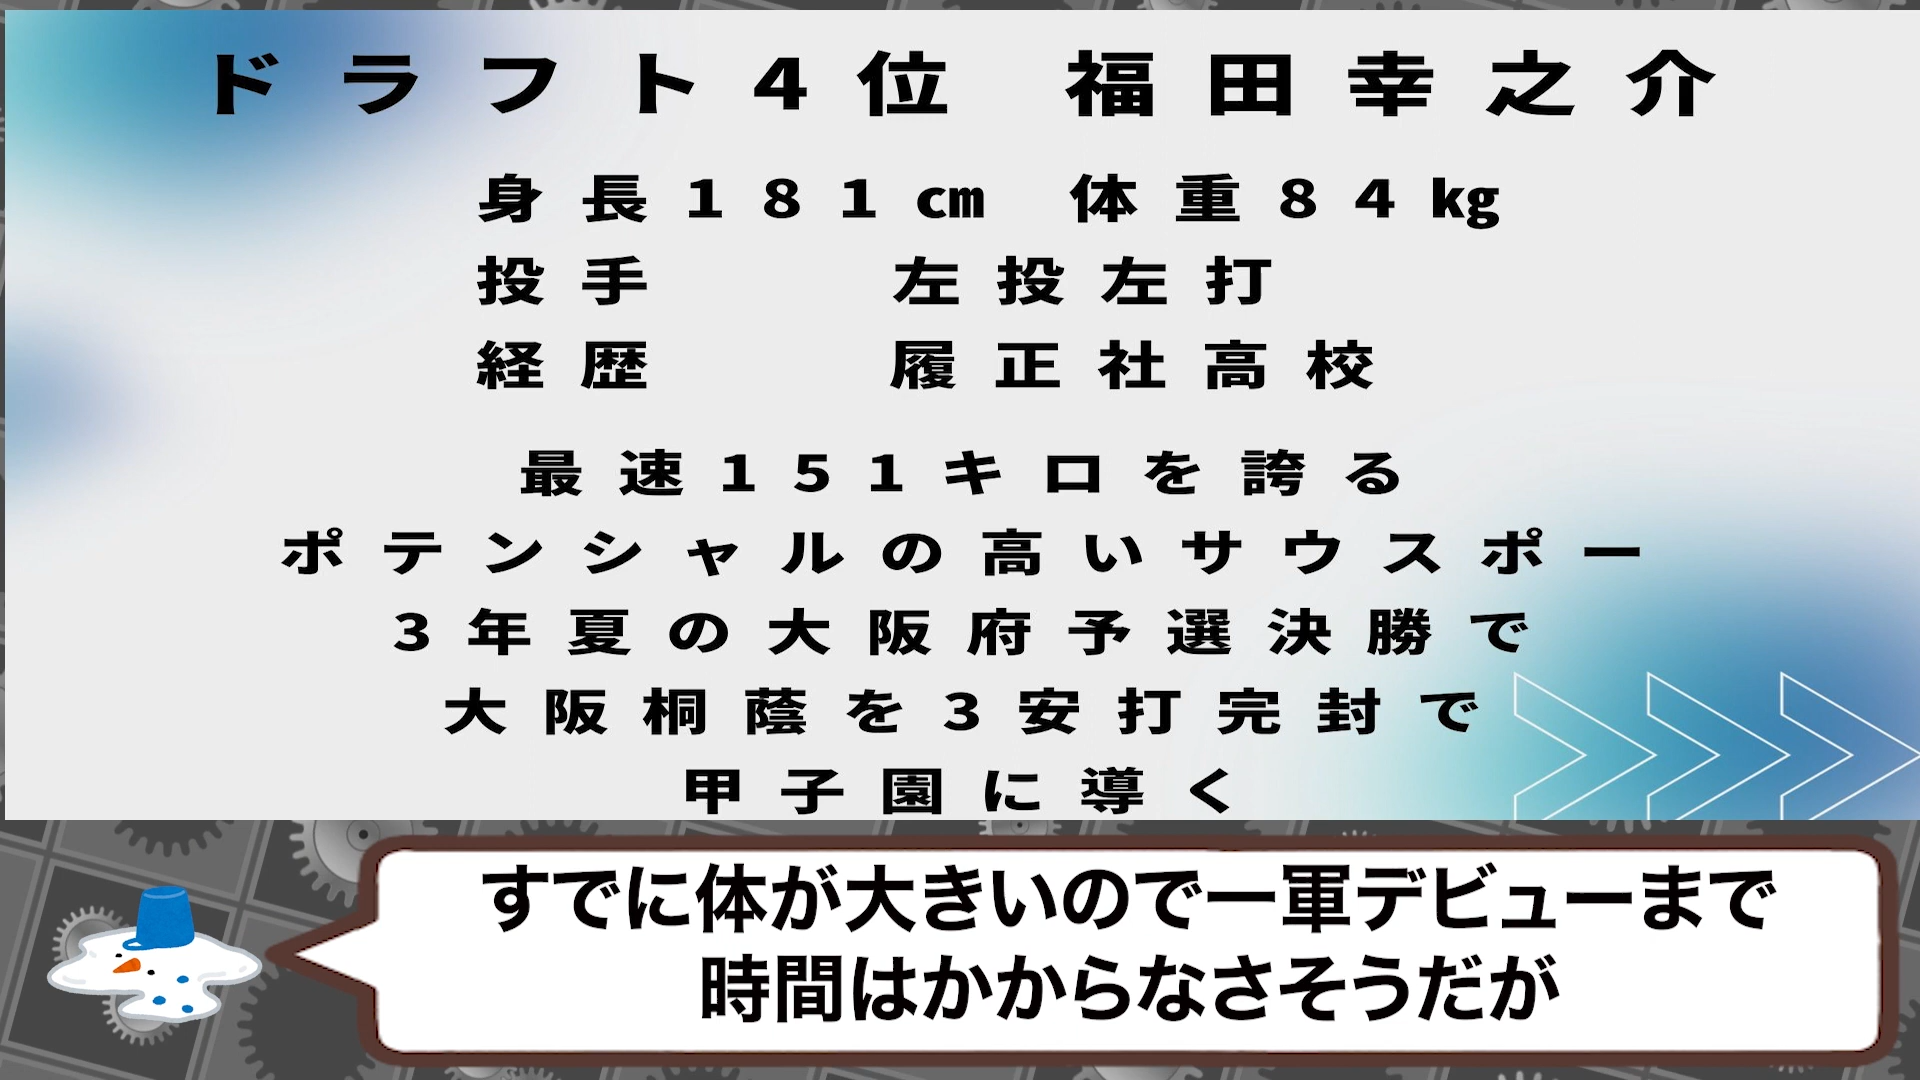 ドラフト4位 福田幸之介
身長181cm 体重84kg
投手 左投左打
経歴 履正社高校
最速151キロを誇る
ポテンシャルの高いサウスポー
3年夏の大阪府予選決勝で
大阪桐蔭を3安打完封で
甲子園に導く
すでに体が大きいので一軍デビューまで
時間はかからなさそうだが